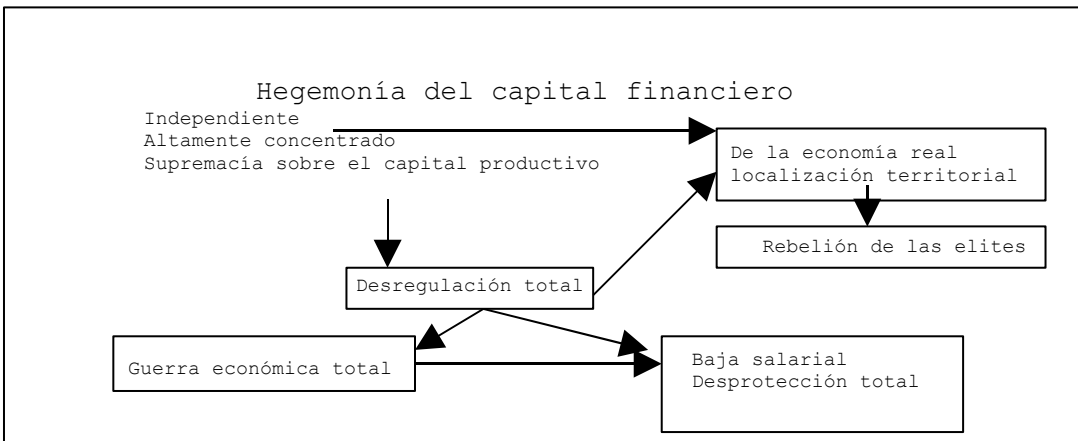 Hegemonía del capital financiero
Independiente
Altamente concentrado
Supremacía sobre el capital productivo
De la economía real
localización territorial
Rebelión de las elites
Desregulación total
Guerra económica total
Baja salarial
Desprotección total